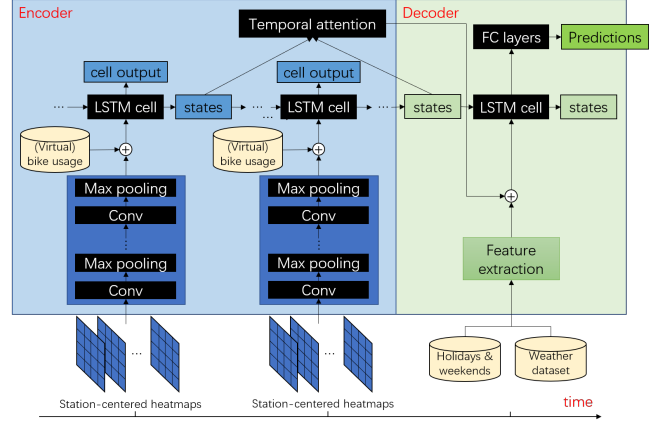 Encoder
Decoder
Temporal attention
FC layers
Predictions
cell output
cell output
...
LSTM cell
states
... ...
...
LSTM cell
...
...
states
LSTM cell
states
(Virtual)
bike usage
(Virtual)
bike usage
Max pooling
Conv
...
Max pooling
Conv
Max pooling
Conv
...
Max pooling
Conv
Feature
extraction
...
...
Holidays &
weekends
Weather
dataset
Station-centered heatmaps
Station-centered heatmaps
time